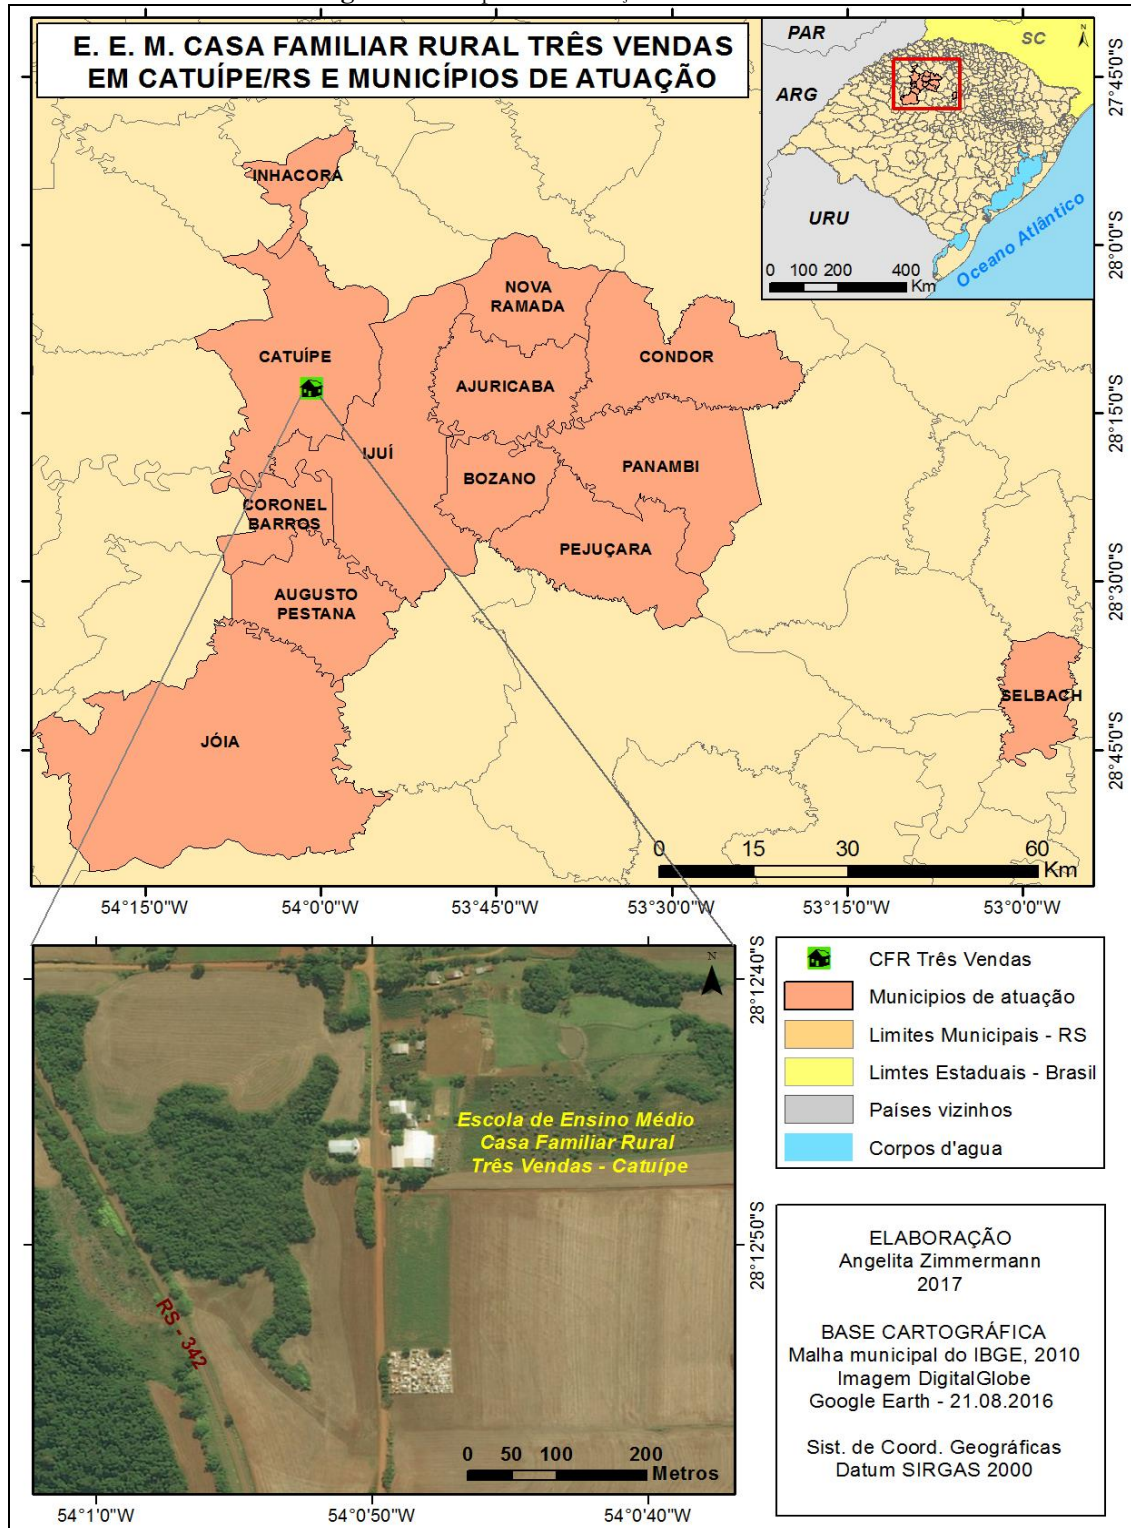 E. E. M. CASA FAMILIAR RURAL TRÊS VENDAS
EM CATUÍPE/RS E MUNICÍPIOS DE ATUAÇÃO
PAR
SC
N
ARG
URU
Oceano Atlântico
0 100 200 400
Km
27°45'0"S
28°0'0"S
28°15'0"S
28°30'0"S
28°45'0"S
INHACORÁ
NOVA
RAMADA
CATUÍPE
CONDOR
AJURICABA
IJUÍ
PANAMBI
BOZANO
CORONEL
BARROS
PEJUÇARA
AUGUSTO
PESTANA
SELBACH
JÓIA
0 15 30 60
Km
54°15'0"W 54°0'0"W 53°45'0"W 53°30'0"W 53°15'0"W 53°0'0"W
N
28°12'40"S
28°12'50"S
Escola de Ensino Médio
Casa Familiar Rural
Três Vendas - Catuípe
RS - 342
0 50 100 200
Metros
54°1'0"W 54°0'50"W 54°0'40"W
CFR Três Vendas
Municipios de atuação
Limites Municipais - RS
Limtes Estaduais - Brasil
Países vizinhos
Corpos d'agua
ELABORAÇÃO
Angelita Zimmermann
2017
BASE CARTOGRÁFICA
Malha municipal do IBGE, 2010
Imagem DigitalGlobe
Google Earth - 21.08.2016
Sist. de Coord. Geográficas
Datum SIRGAS 2000